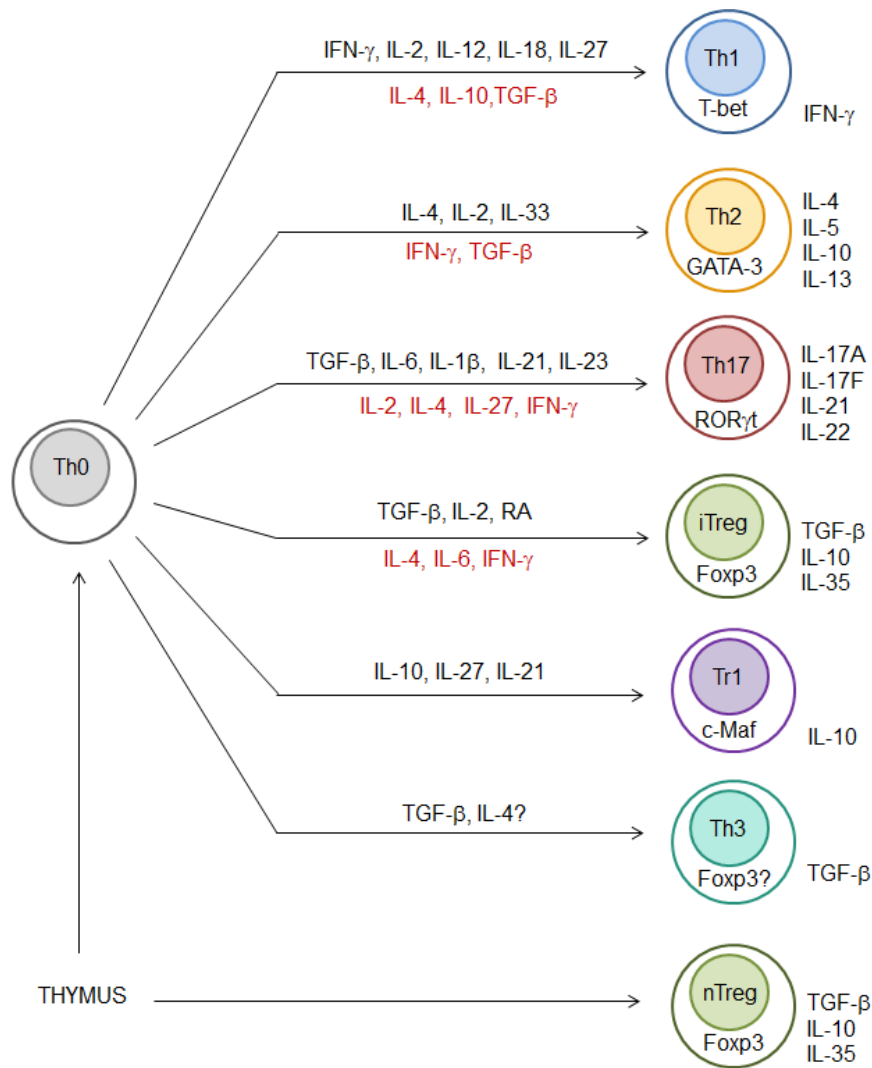 IFN-γ, IL-2, IL-12, IL-18, IL-27
IL-4, IL-10,TGF-β
Th1
T-bet
IFN-γ
IL-4, IL-2, IL-33
IFN-γ, TGF-β
Th2
GATA-3
IL-4
IL-5
IL-10
IL-13
TGF-β, IL-6, IL-1β, IL-21, IL-23
IL-2, IL-4, IL-27, IFN-γ
Th17
RORγt
IL-17A
IL-17F
IL-21
IL-22
Th0
TGF-β, IL-2, RA
IL-4, IL-6, IFN-γ
iTreg
Foxp3
TGF-β
IL-10
IL-35
IL-10, IL-27, IL-21
Tr1
c-Maf
IL-10
TGF-β, IL-4?
Th3
Foxp3?
TGF-β
THYMUS
nTreg
Foxp3
TGF-β
IL-10
IL-35